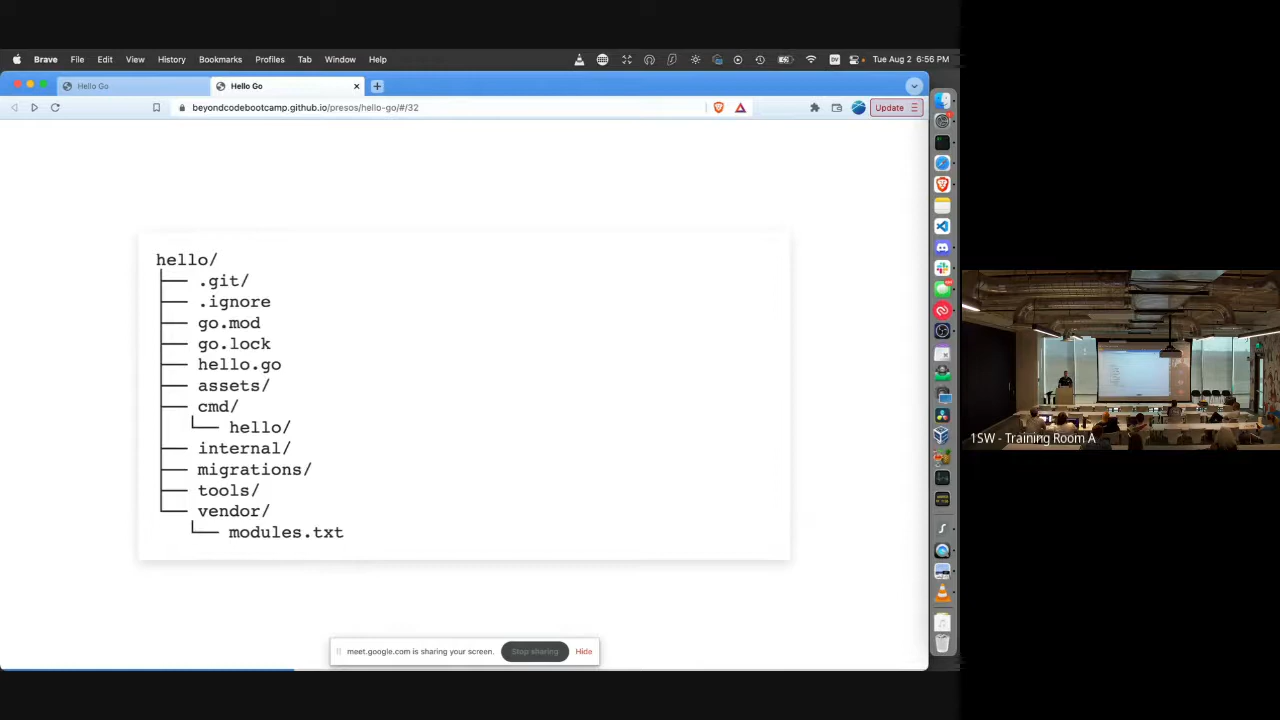 Brave File Edit View History Bookmarks Profiles Tab Window Help Tue Aug 2 6:56 PM
Hello Go Hello Go
beyondcodebootcamp.github.io/presos/hello-go/#/32 Update
hello/
├── .git/
├── .ignore
├── go.mod
├── go.lock
├── hello.go
├── assets/
├── cmd/
│   └── hello/
├── internal/
├── migrations/
├── tools/
└── vendor/
    └── modules.txt
meet.google.com is sharing your screen. Stop sharing Hide
1SW - Training Room A